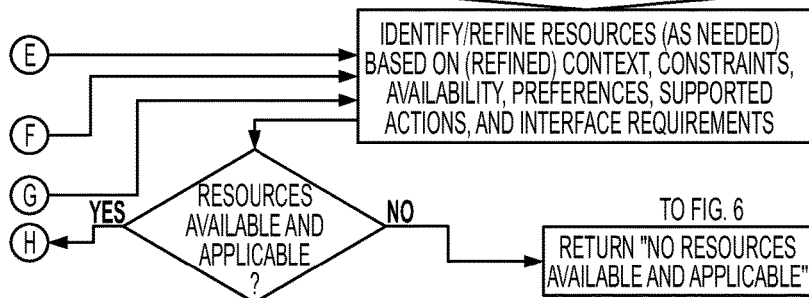 IDENTIFY/REFINE RESOURCES (AS NEEDED)
BASED ON (REFINED) CONTEXT, CONSTRAINTS,
AVAILABILITY, PREFERENCES, SUPPORTED
ACTIONS, AND INTERFACE REQUIREMENTS
E
F
G
H
YES
RESOURCES
AVAILABLE AND
APPLICABLE
?
NO
TO FIG. 6
RETURN "NO RESOURCES
AVAILABLE AND APPLICABLE"